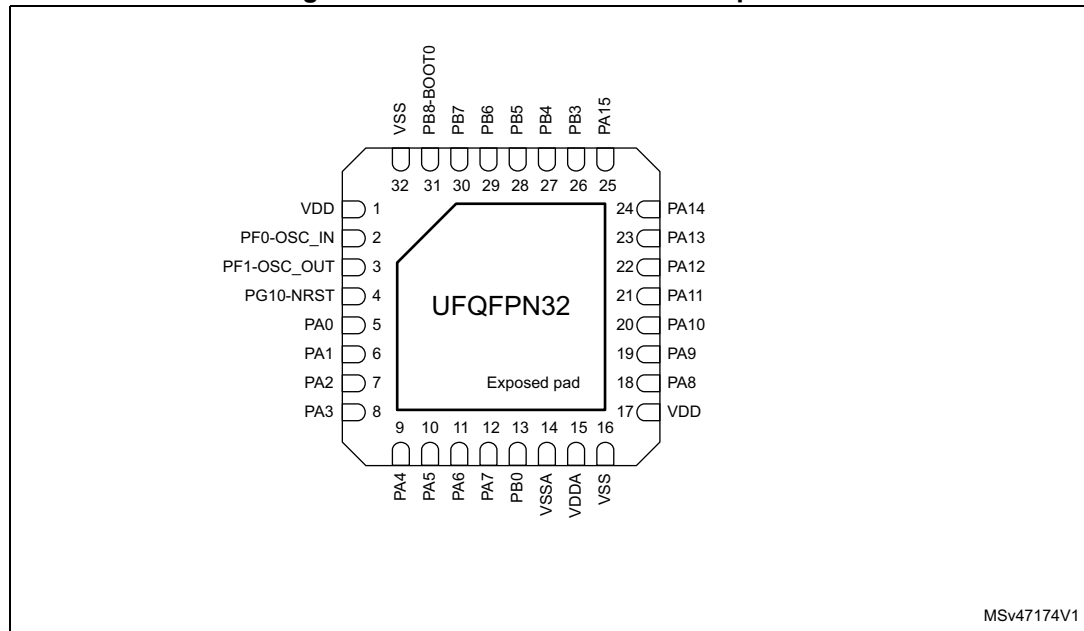 VSS
PB8-BOOT0
PB7
PB6
PB5
PB4
PB3
PA15
32 31 30 29 28 27 26 25
VDD 1
PF0-OSC_IN 2
PF1-OSC_OUT 3
PG10-NRST 4
PA0 5
PA1 6
PA2 7
PA3 8
24 PA14
23 PA13
22 PA12
21 PA11
20 PA10
19 PA9
18 PA8
17 VDD
UFQFPN32
Exposed pad
9 10 11 12 13 14 15 16
PA4
PA5
PA6
PA7
PB0
VSSA
VDDA
VSS
MSv47174V1